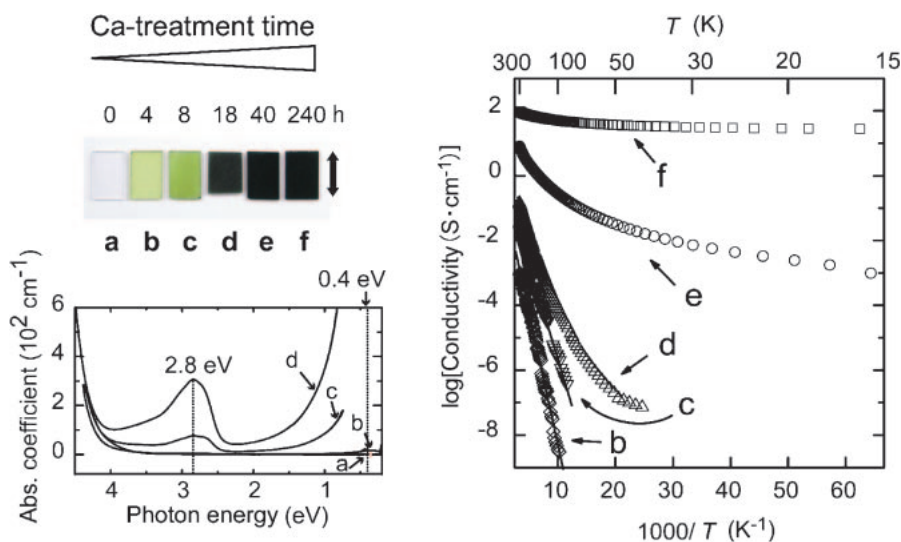 Ca-treatment time
0 4 8 18 40 240 h
a b c d e f
0.4 eV
Abs. coefficient (10² cm⁻¹)
6
4
2
0
2.8 eV
d
c
b
a
4 3 2 1
Photon energy (eV)
T (K)
300 100 50 30 20 15
log[Conductivity (S·cm⁻¹)]
2
0
-2
-4
-6
-8
f
e
d
c
b
10 20 30 40 50 60
1000/ T (K⁻¹)